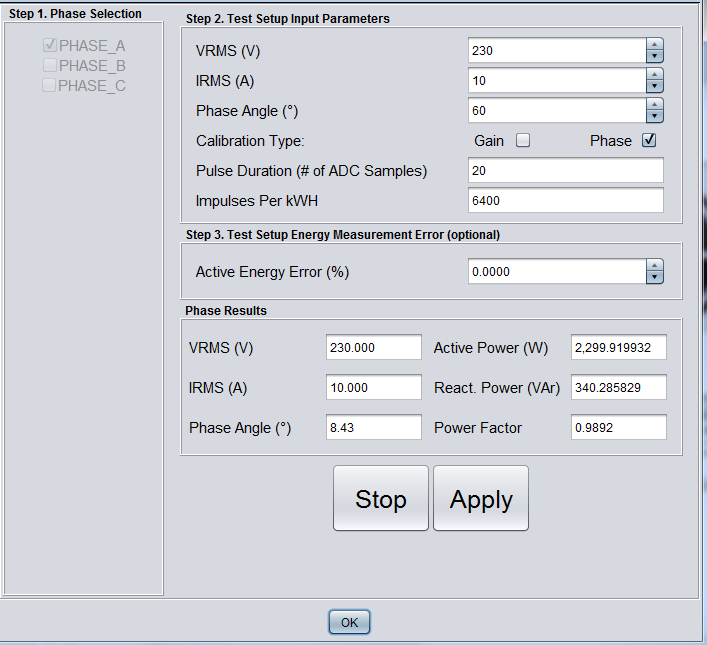 Step 1. Phase Selection
PHASE_A
PHASE_B
PHASE_C
Step 2. Test Setup Input Parameters
VRMS (V) 230
IRMS (A) 10
Phase Angle (°) 60
Calibration Type: Gain Phase
Pulse Duration (# of ADC Samples) 20
Impulses Per kWH 6400
Step 3. Test Setup Energy Measurement Error (optional)
Active Energy Error (%) 0.0000
Phase Results
VRMS (V) 230.000 Active Power (W) 2,299.919932
IRMS (A) 10.000 React. Power (VAr) 340.285829
Phase Angle (°) 8.43 Power Factor 0.9892
Stop Apply
OK